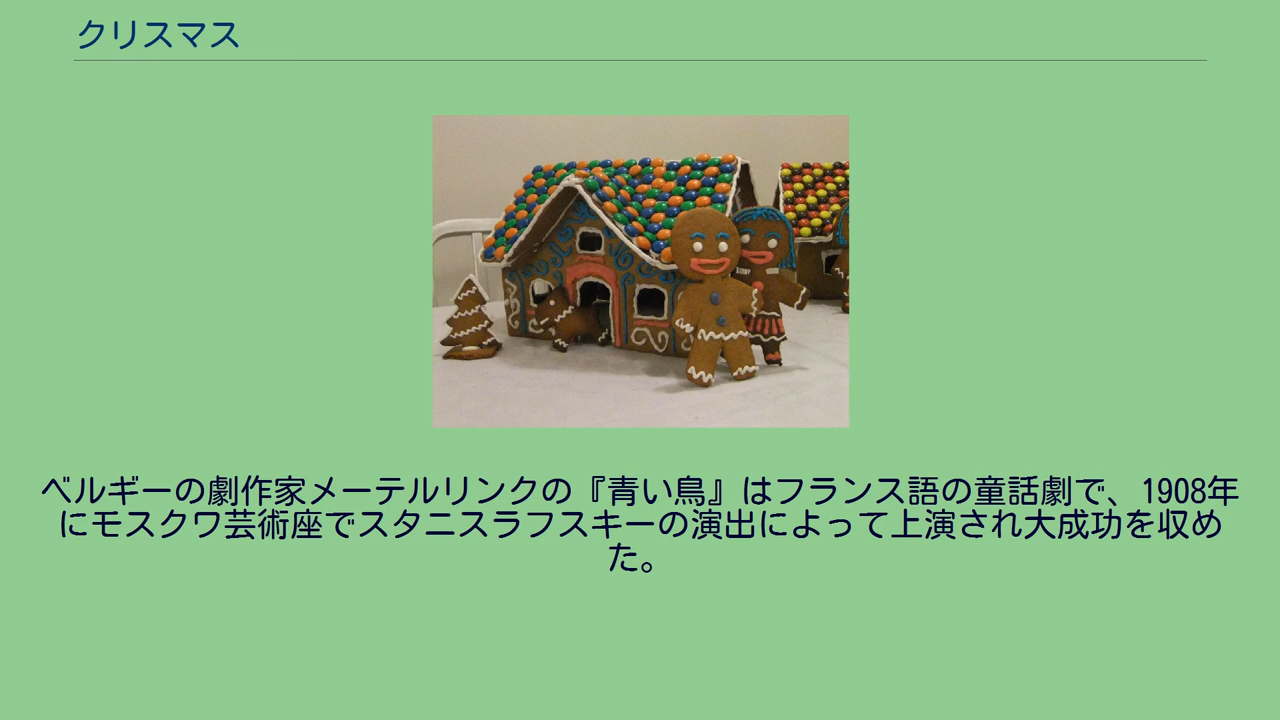 クリスマス
ベルギーの劇作家メーテルリンクの『青い鳥』はフランス語の童話劇で、1908年
にモスクワ芸術座でスタニスラフスキーの演出によって上演され大成功を収め
た。